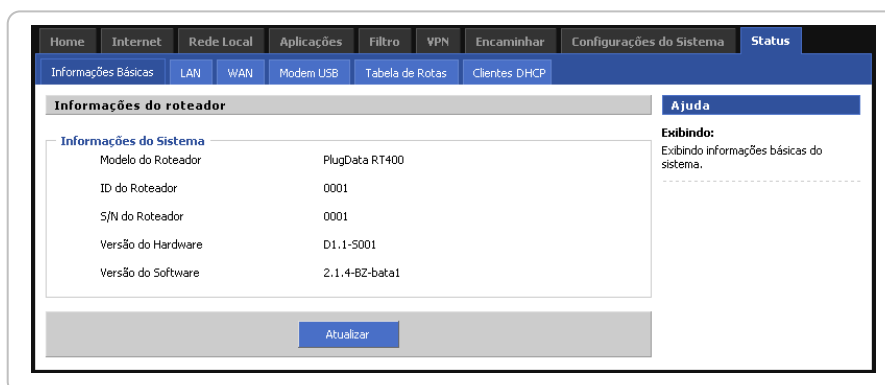 Home Internet Rede Local Aplicações Filtro VPN Encaminhar Configurações do Sistema Status
Informações Básicas LAN WAN Modem USB Tabela de Rotas Clientes DHCP
Informações do roteador
Informações do Sistema
Modelo do Roteador PlugData RT400
ID do Roteador 0001
S/N do Roteador 0001
Versão do Hardware D1.1-S001
Versão do Software 2.1.4-BZ-bata1
Atualizar
Ajuda
Exibindo:
Exibindo informações básicas do
sistema.